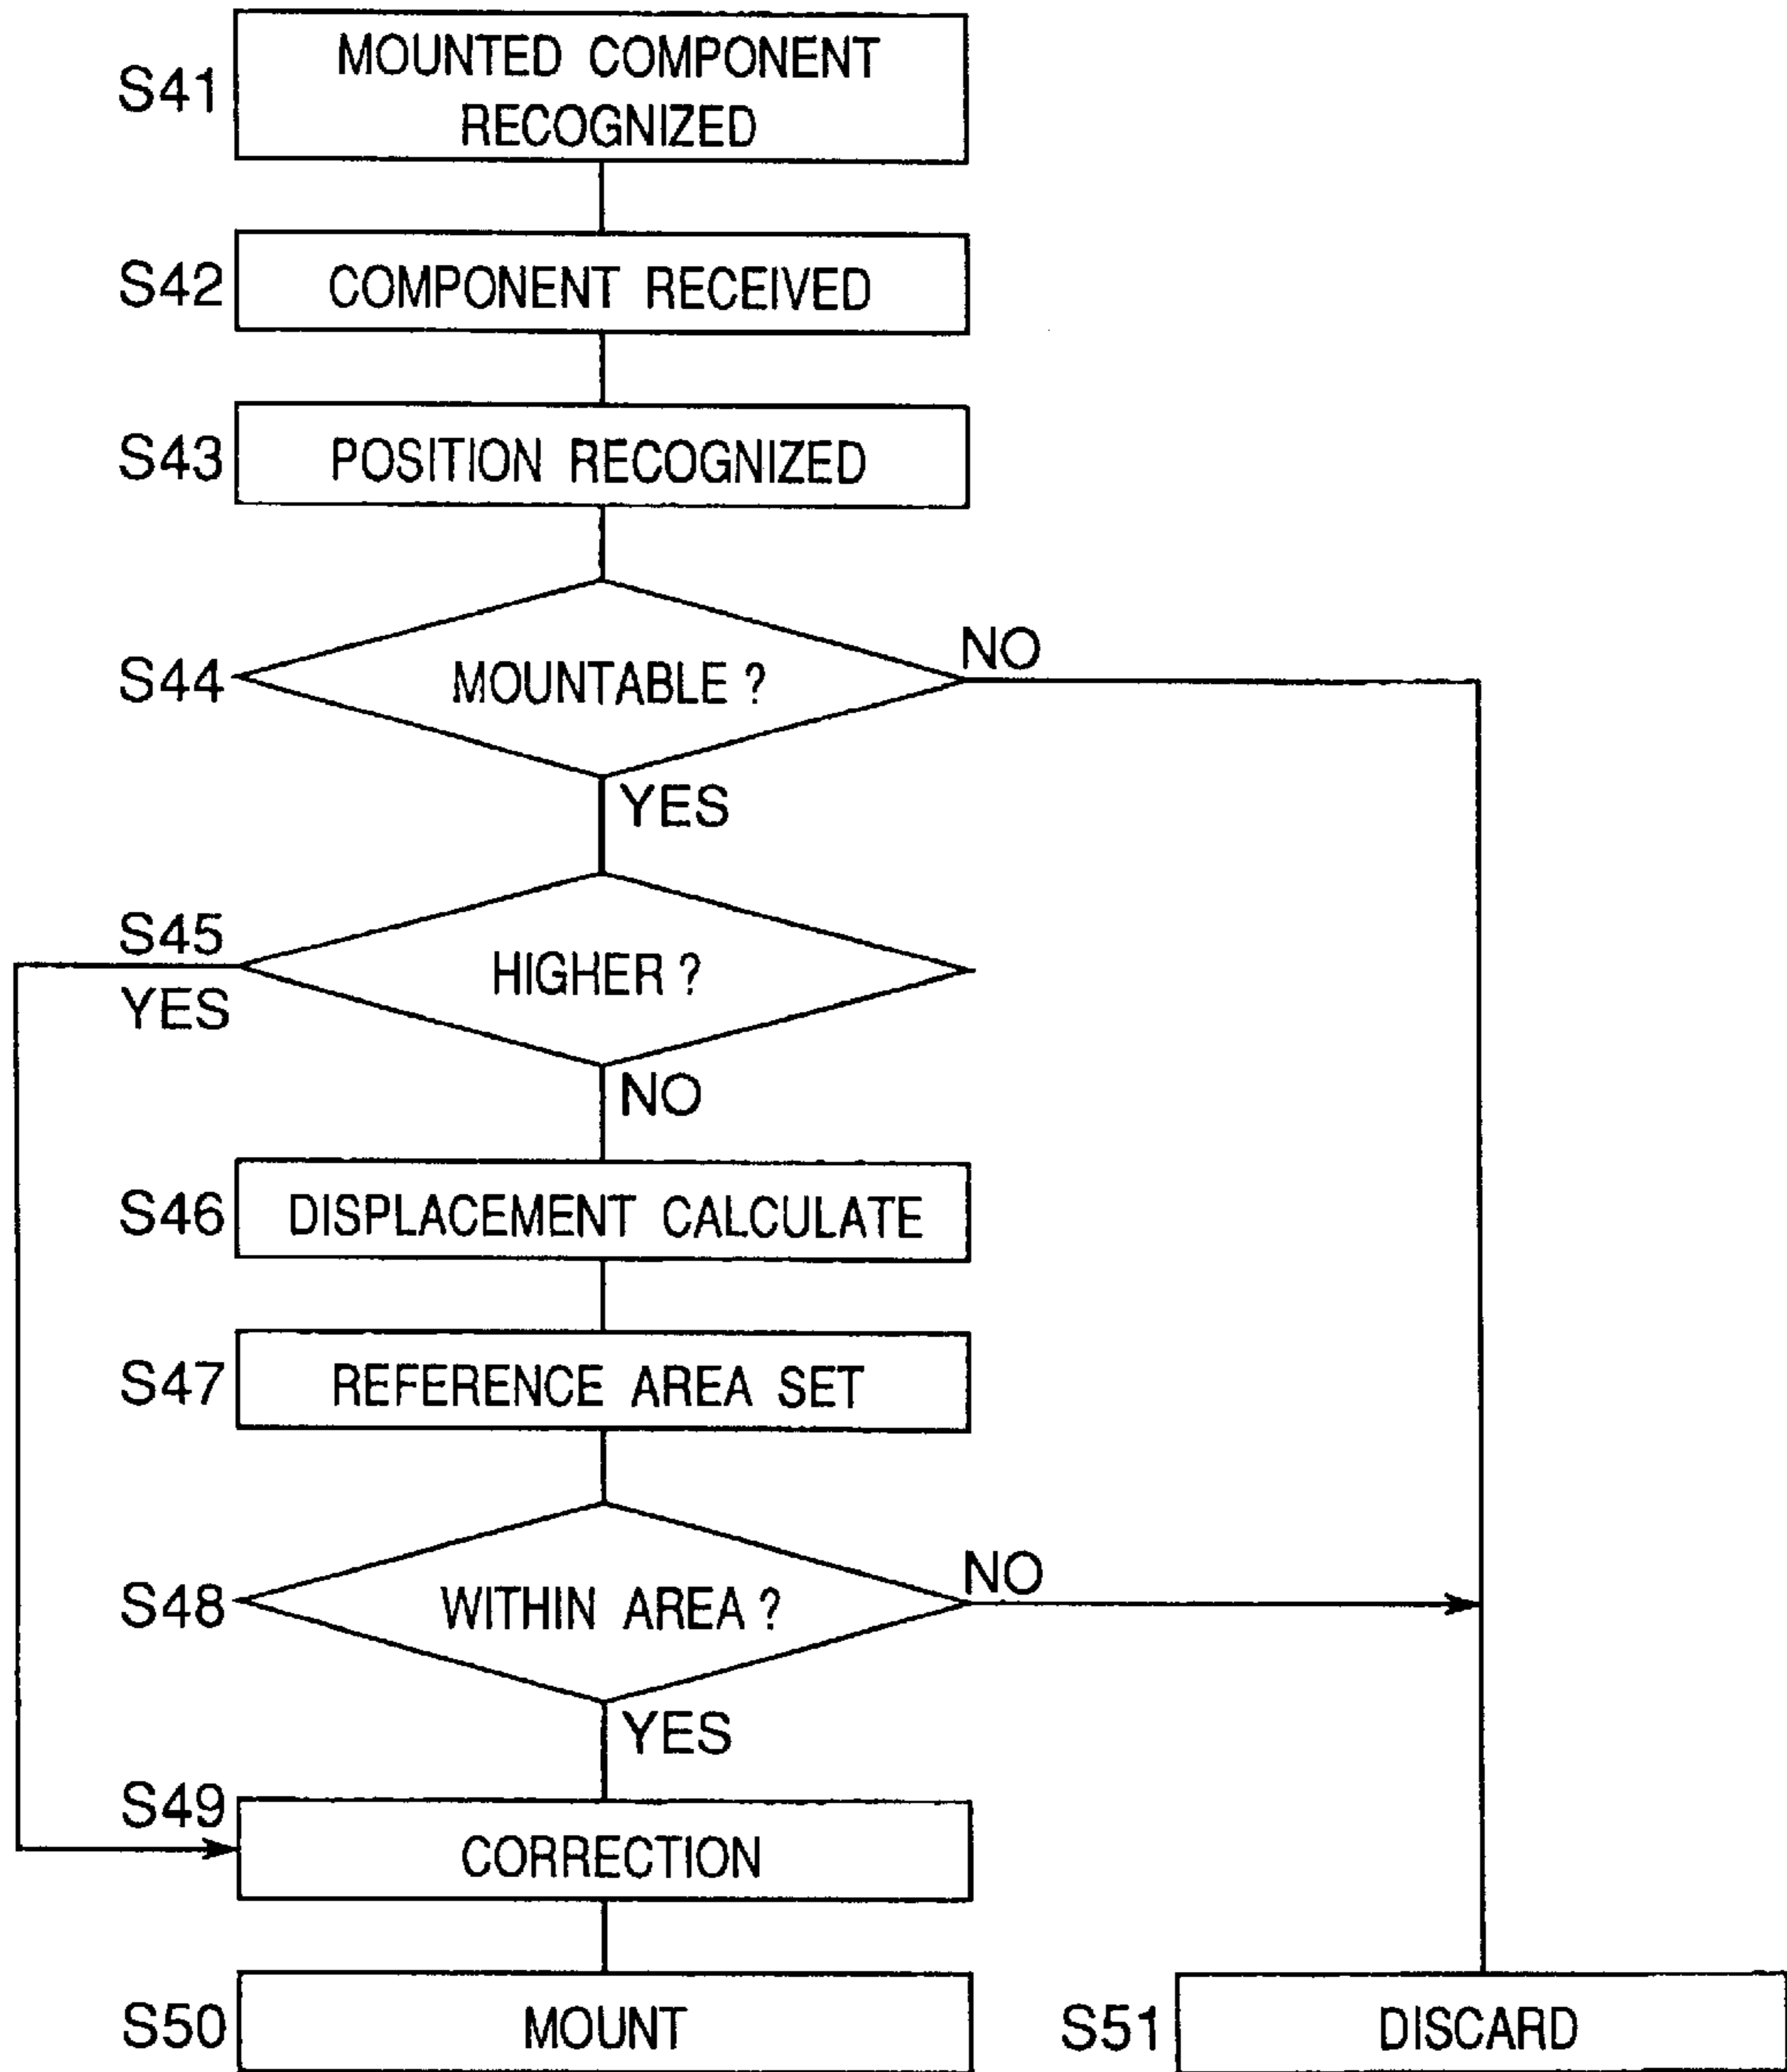 S41
MOUNTED COMPONENT
RECOGNIZED
S42
COMPONENT RECEIVED
S43
POSITION RECOGNIZED
S44
MOUNTABLE ?
NO
YES
S45
HIGHER ?
YES
NO
S46
DISPLACEMENT CALCULATE
S47
REFERENCE AREA SET
S48
WITHIN AREA ?
NO
YES
S49
CORRECTION
S50
MOUNT
S51
DISCARD